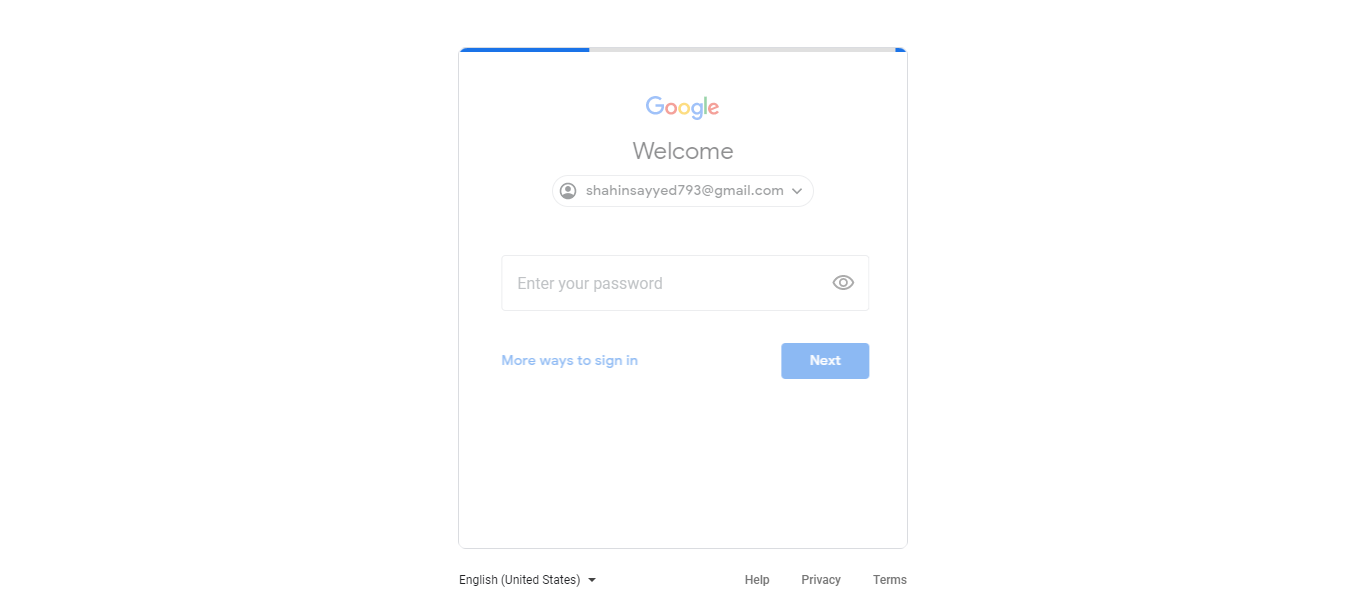 Google
Welcome
shahinsayyed793@gmail.com
Enter your password
More ways to sign in
Next
English (United States)
Help
Privacy
Terms